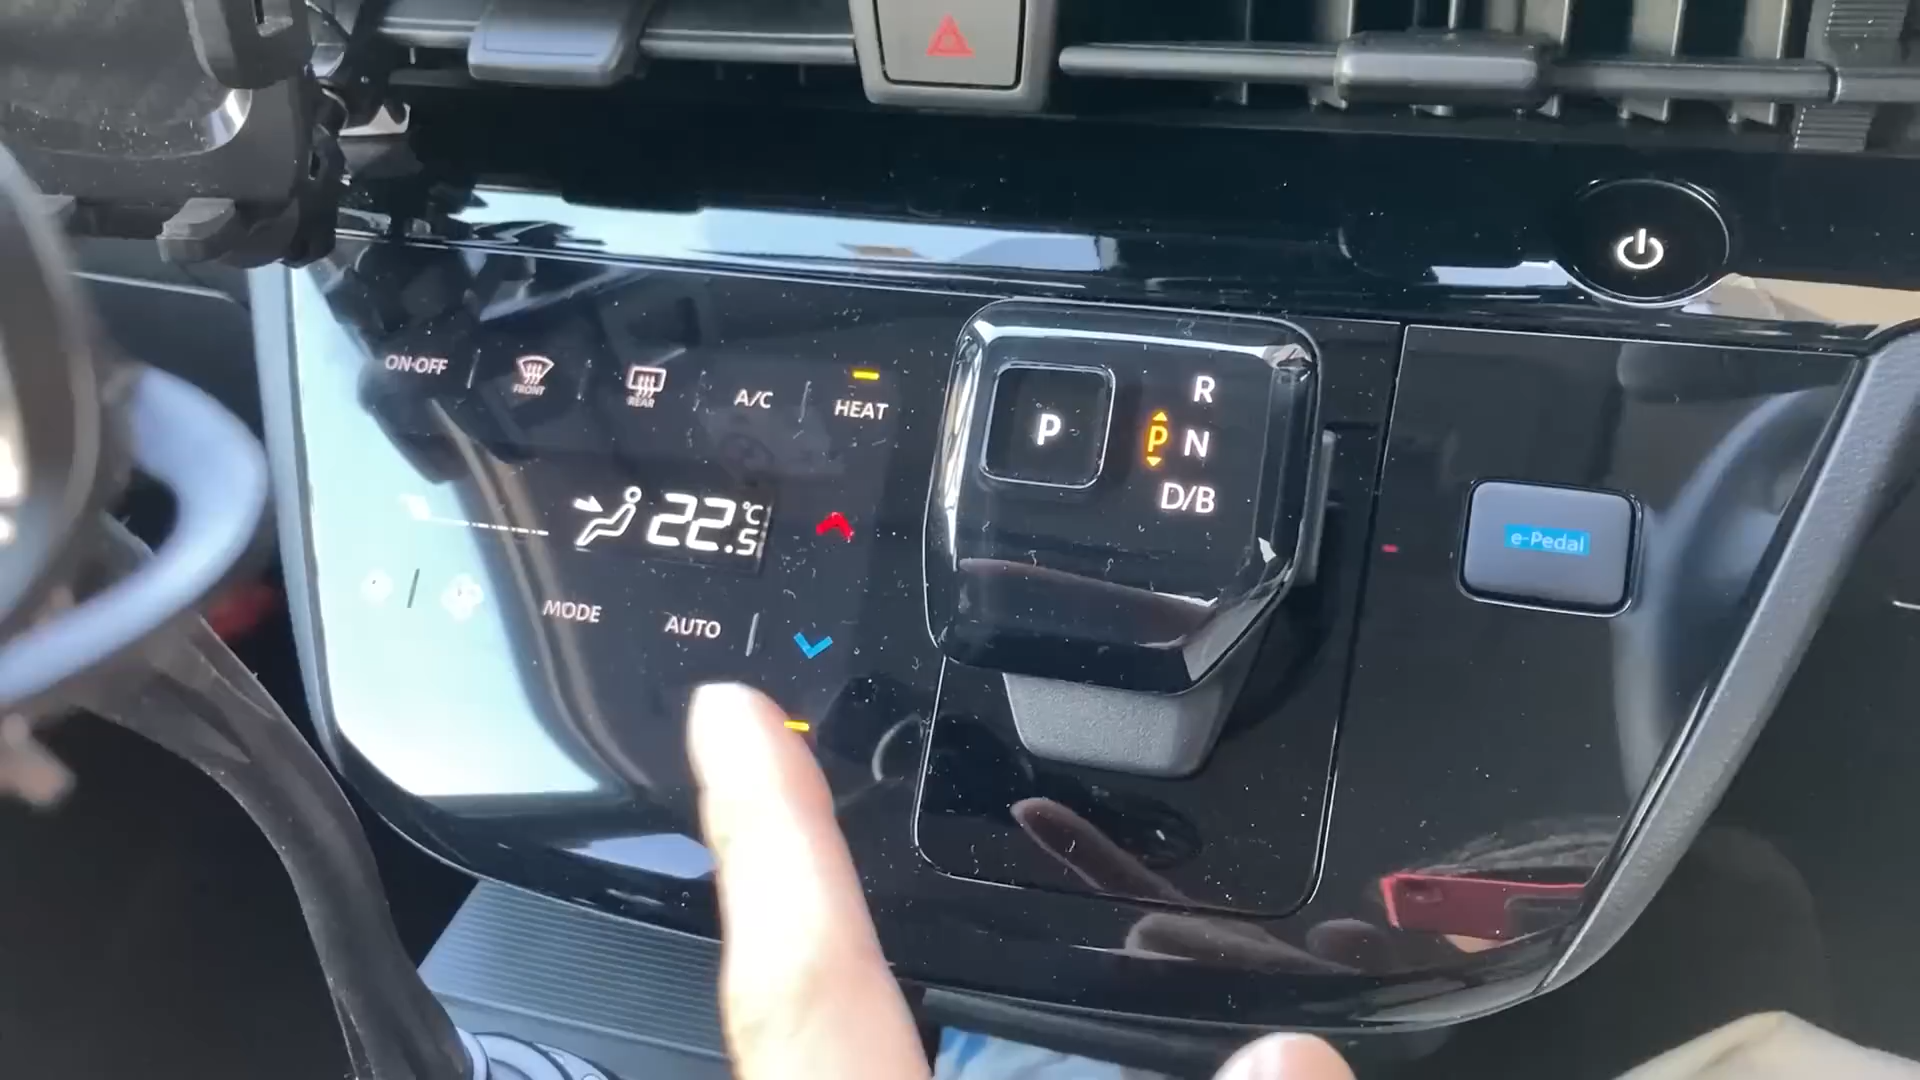 ON·OFF
FRONT
REAR
A/C
HEAT
22.5 °C
MODE
AUTO
P
R
P N
D/B
e-Pedal